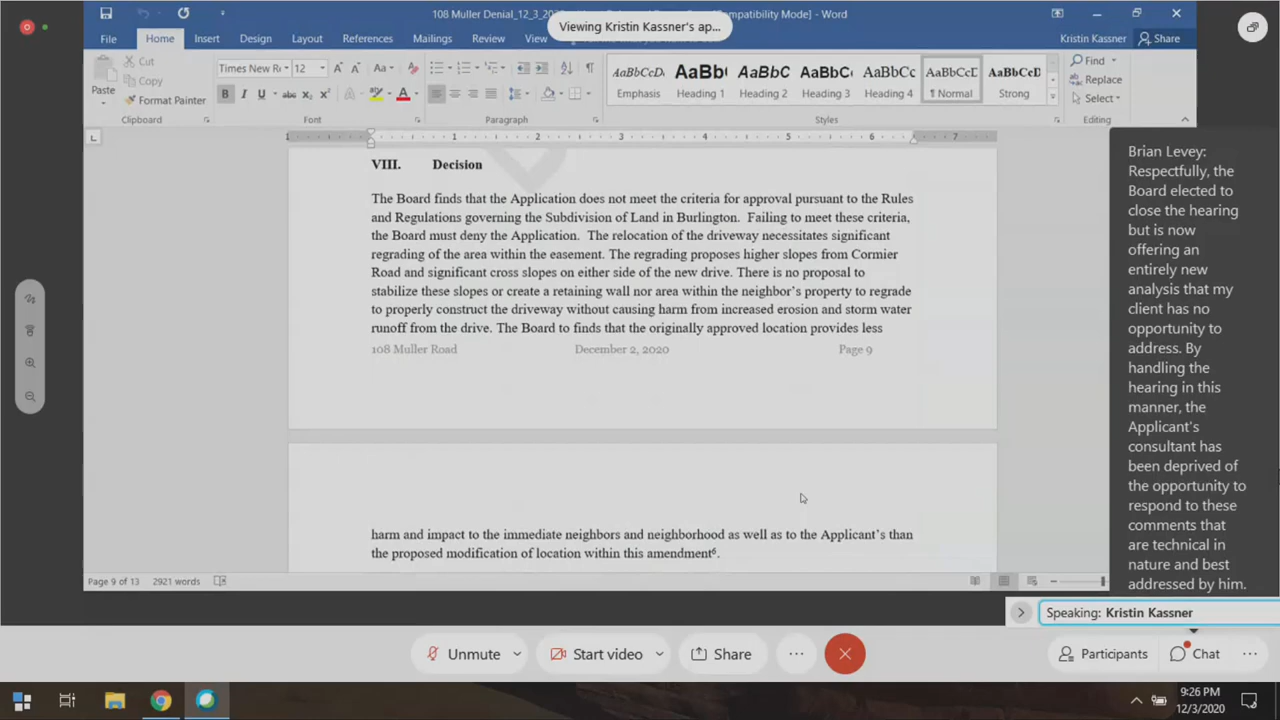 108 Muller Denial_12_3_
[Compatibility Mode] - Word
Viewing Kristin Kassner's ap...
File Home Insert Design Layout References Mailings Review View
Kristin Kassner Share
Paste
Cut
Copy
Format Painter
Clipboard
Times New Ro 12
Font
Paragraph
AaBbCcDc Emphasis
AaBb( Heading 1
AaBbC Heading 2
AaBbCc Heading 3
AaBbCc Heading 4
AaBbCcD ¶ Normal
AaBbCcD Strong
Styles
Find
Replace
Select
Editing
1 1 2 3 4 5 6 7
VIII. Decision
The Board finds that the Application does not meet the criteria for approval pursuant to the Rules
and Regulations governing the Subdivision of Land in Burlington. Failing to meet these criteria,
the Board must deny the Application. The relocation of the driveway necessitates significant
regrading of the area within the easement. The regrading proposes higher slopes from Cormier
Road and significant cross slopes on either side of the new drive. There is no proposal to
stabilize these slopes or create a retaining wall nor area within the neighbor's property to regrade
to properly construct the driveway without causing harm from increased erosion and storm water
runoff from the drive. The Board to finds that the originally approved location provides less
108 Muller Road December 2, 2020 Page 9
harm and impact to the immediate neighbors and neighborhood as well as to the Applicant's than
the proposed modification of location within this amendment⁶.
Page 9 of 13 2921 words
Brian Levey:
Respectfully, the
Board elected to
close the hearing
but is now
offering an
entirely new
analysis that my
client has no
opportunity to
address. By
handling the
hearing in this
manner, the
Applicant's
consultant has
been deprived of
the opportunity to
respond to these
comments that
are technical in
nature and best
addressed by him.
Speaking: Kristin Kassner
Unmute Start video Share Participants Chat
9:26 PM
12/3/2020